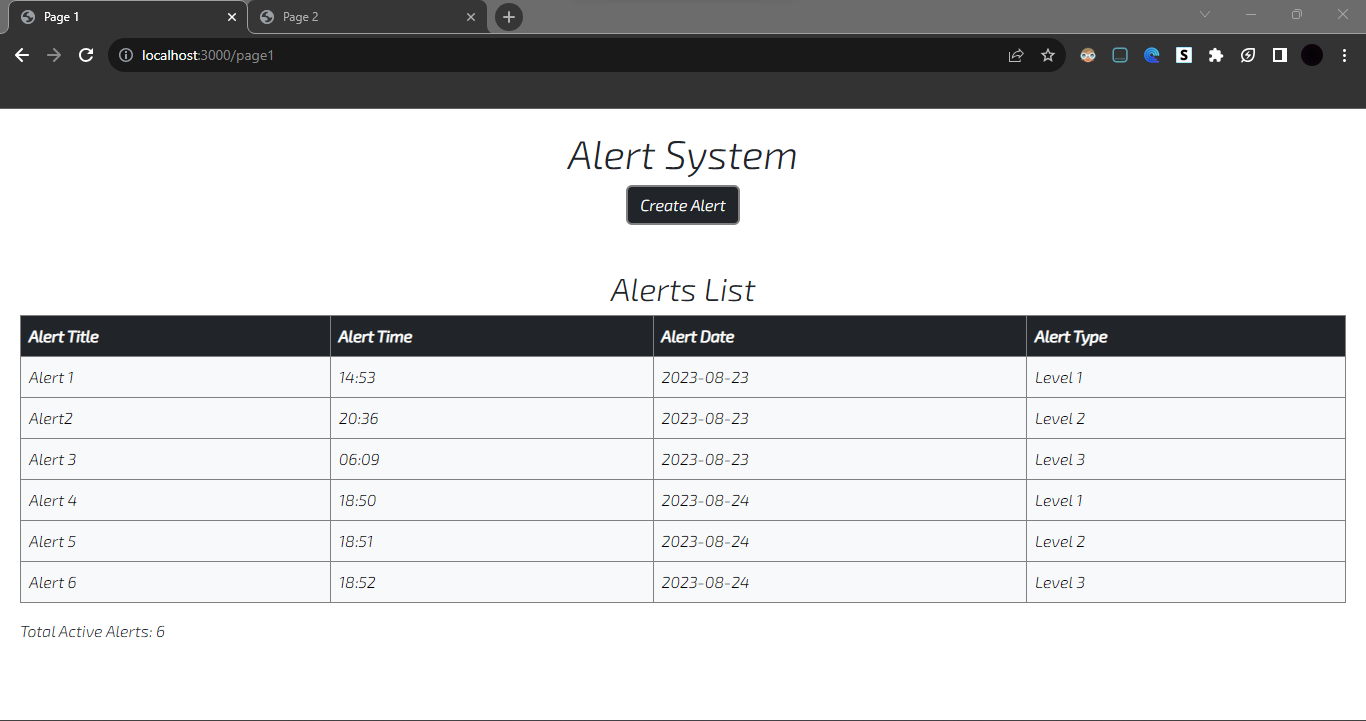 Page 1 Page 2
localhost:3000/page1
S
Alert System
Create Alert
Alerts List
Alert Title Alert Time Alert Date Alert Type
Alert 1 14:53 2023-08-23 Level 1
Alert2 20:36 2023-08-23 Level 2
Alert 3 06:09 2023-08-23 Level 3
Alert 4 18:50 2023-08-24 Level 1
Alert 5 18:51 2023-08-24 Level 2
Alert 6 18:52 2023-08-24 Level 3
Total Active Alerts: 6